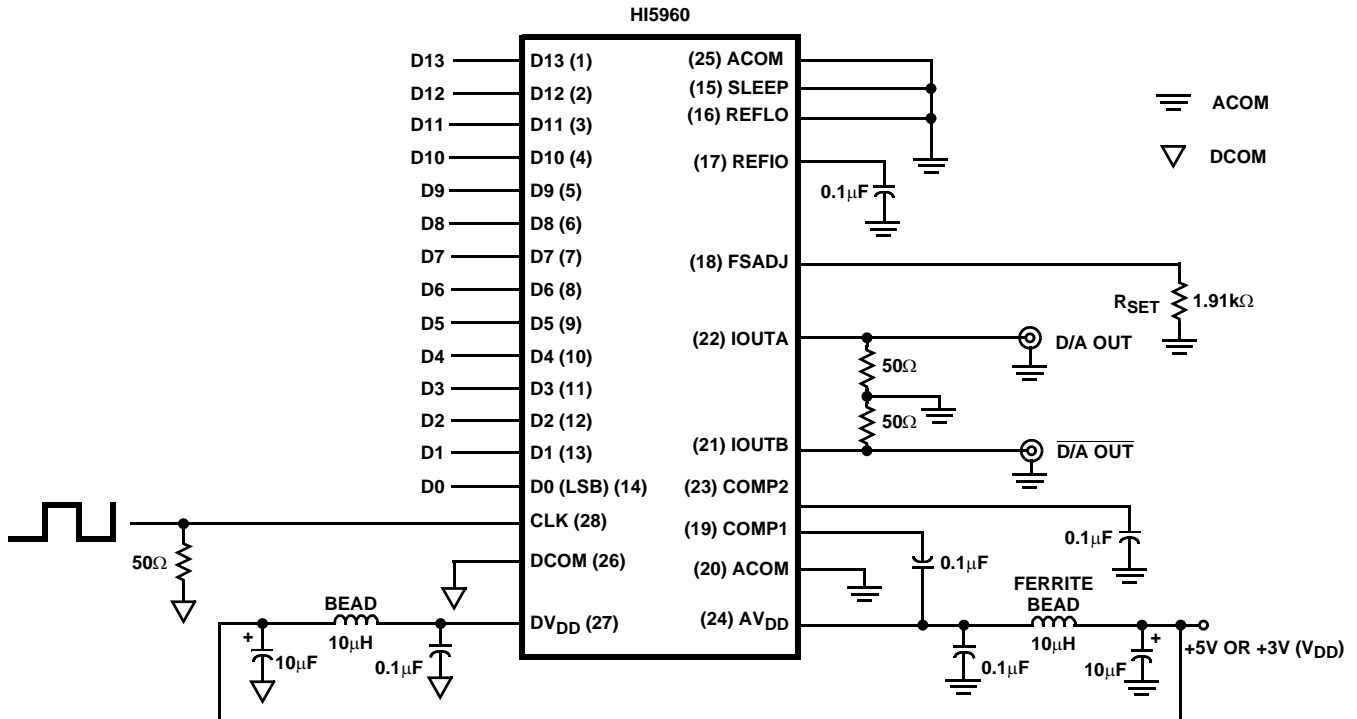 HI5960
D13 D13 (1) (25) ACOM
D12 D12 (2) (15) SLEEP
D11 D11 (3) (16) REFLO
D10 D10 (4) (17) REFIO
D9 D9 (5) 0.1µF
D8 D8 (6)
D7 D7 (7) (18) FSADJ
D6 D6 (8) RSET 1.91kΩ
D5 D5 (9) (22) IOUTA D/A OUT
D4 D4 (10) 50Ω
D3 D3 (11)
D2 D2 (12) 50Ω
D1 D1 (13) (21) IOUTB D/A OUT
D0 D0 (LSB) (14) (23) COMP2
CLK (28) (19) COMP1 0.1µF
50Ω DCOM (26) (20) ACOM 0.1µF
BEAD FERRITE
BEAD
DVDD (27) (24) AVDD
+ 10µH 10µH +
10µF 0.1µF 0.1µF 10µF +5V OR +3V (VDD)
ACOM
DCOM